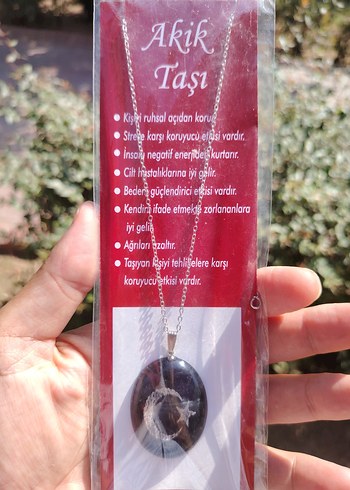 Akik
Taşı
Kişiyi ruhsal açıdan korur.
Strese karşı koruyucu etkisi vardır.
İnsanı negatif enerjiden kurtarır.
Cilt hastalıklarına iyi gelir.
Bedeni güçlendirici etkisi vardır.
Kendini ifade etmekte zorlananlara
iyi gelir.
Ağrıları azaltır.
Taşıyan kişiyi tehlikelere karşı
koruyucu etkisi vardır.